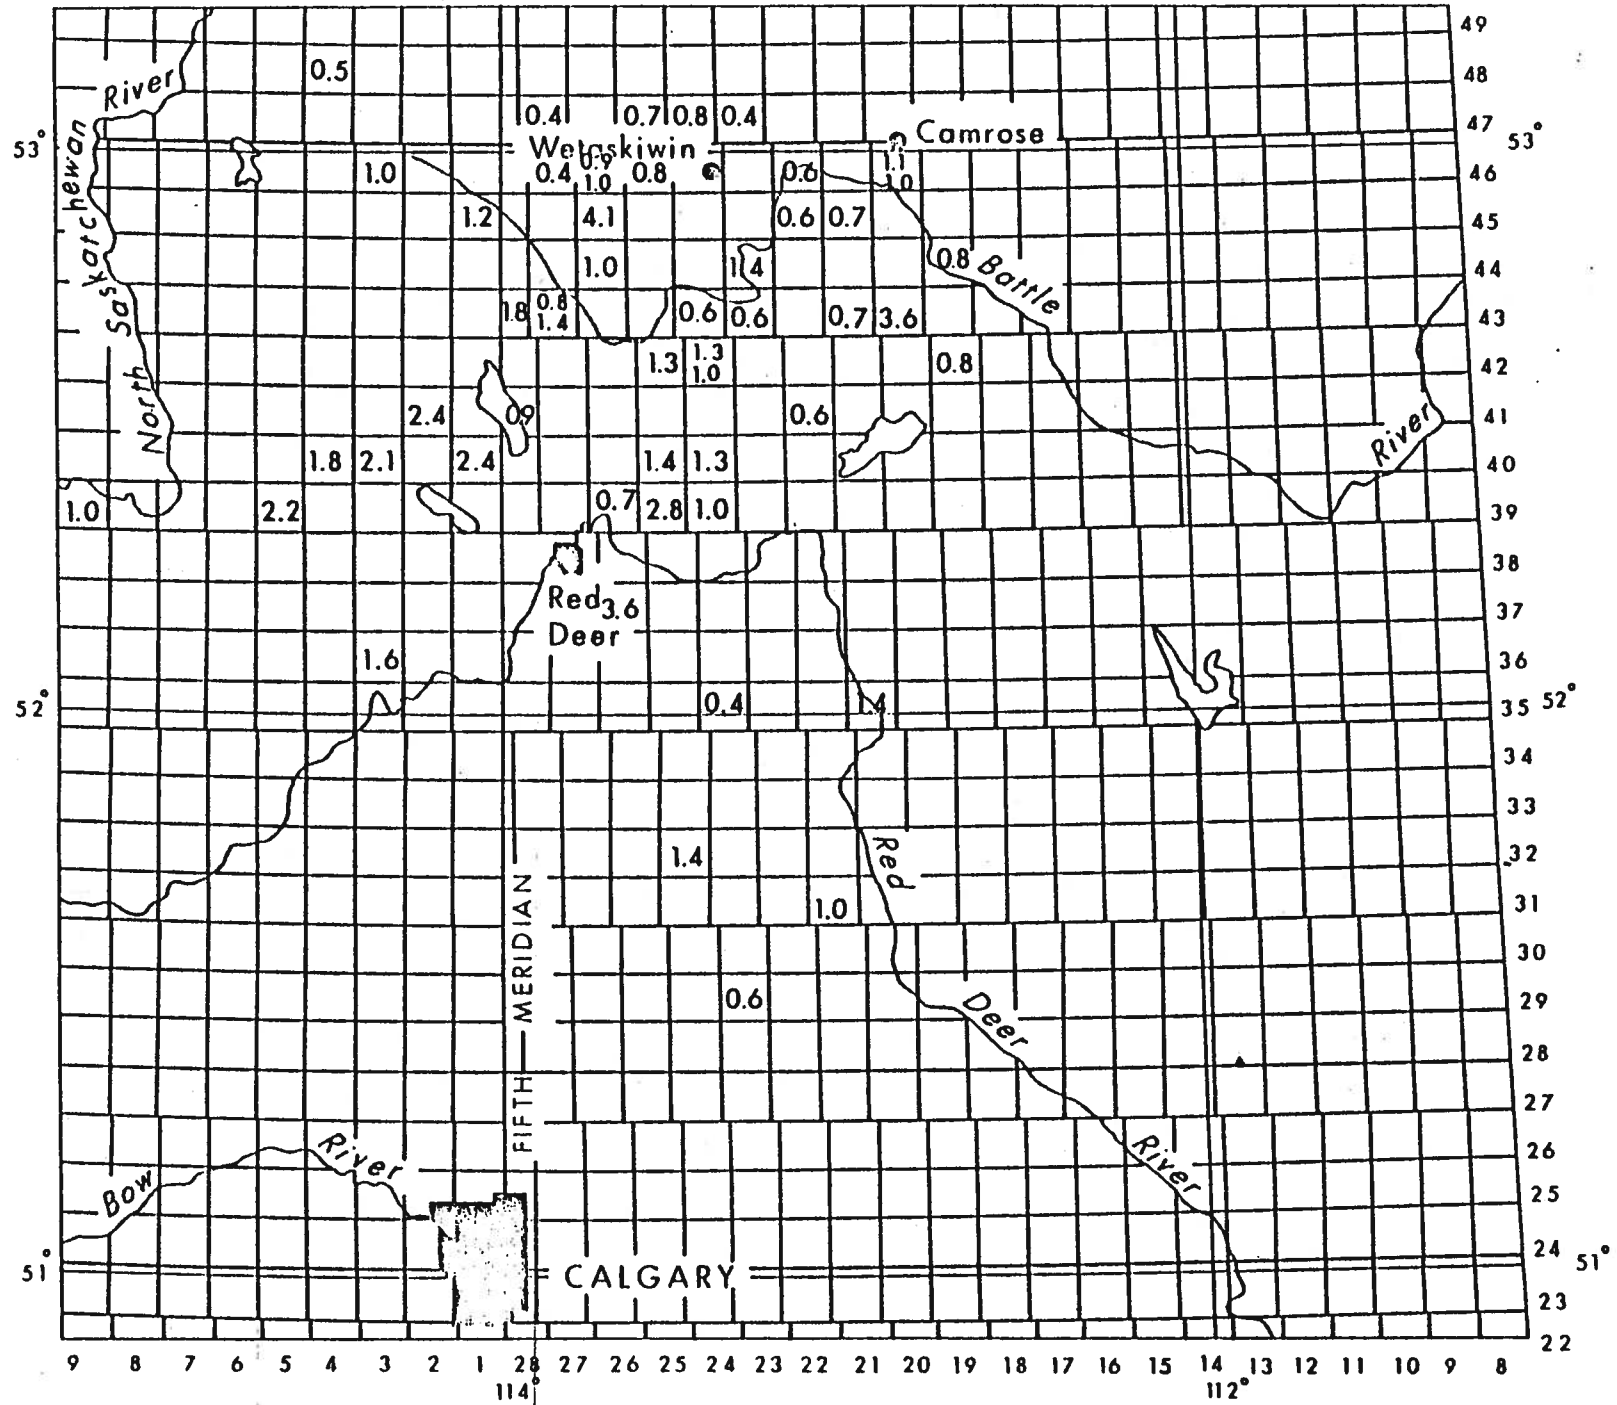 49
48
River
0.5
0.4 0.7 0.8 0.4
47
53° Camrose 53°
Wetaskiwin
0.9
1.0 0.4 1.0 0.8 0.6 1.1 1.0 46
1.2 4.1 0.6 0.7 45
1.0 1.4 0.8 Battle 44
1.8 0.8 1.4 0.6 0.6 0.7 3.6 43
1.3 1.3 1.0 0.8 42
North Saskatchewan
2.4 0.9 0.6 41
River
1.8 2.1 2.4 1.4 1.3 40
1.0 2.2 0.7 2.8 1.0 39
38
Red 3.6 37
Deer
1.6 36
52° 0.4 .4 35 52°
34
33
1.4 32
Red
1.0 31
30
FIFTH MERIDIAN
0.6 29
Deer
28
27
River 26
Bow River 25
24
51° CALGARY 51°
23
22
9 8 7 6 5 4 3 2 1 28 27 26 25 24 23 22 21 20 19 18 17 16 15 14 13 12 11 10 9 8
114° 112°